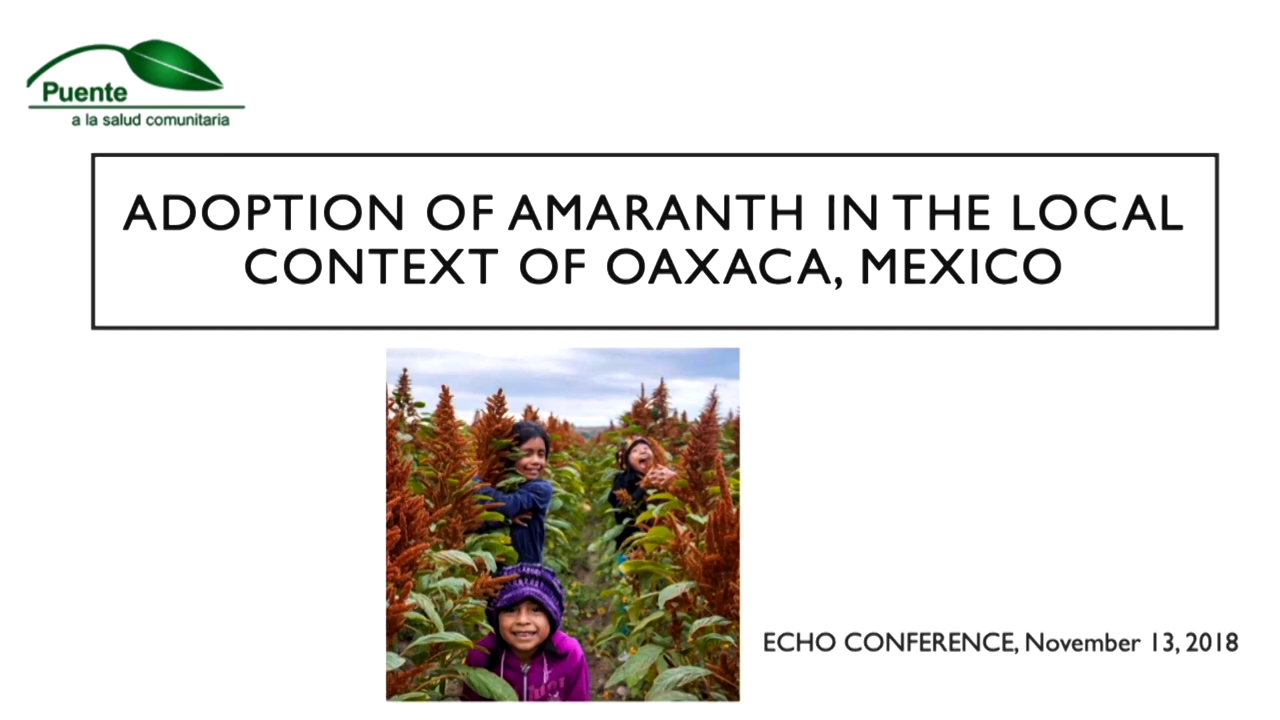 Puente
a la salud comunitaria
ADOPTION OF AMARANTH IN THE LOCAL
CONTEXT OF OAXACA, MEXICO
ECHO CONFERENCE, November 13, 2018